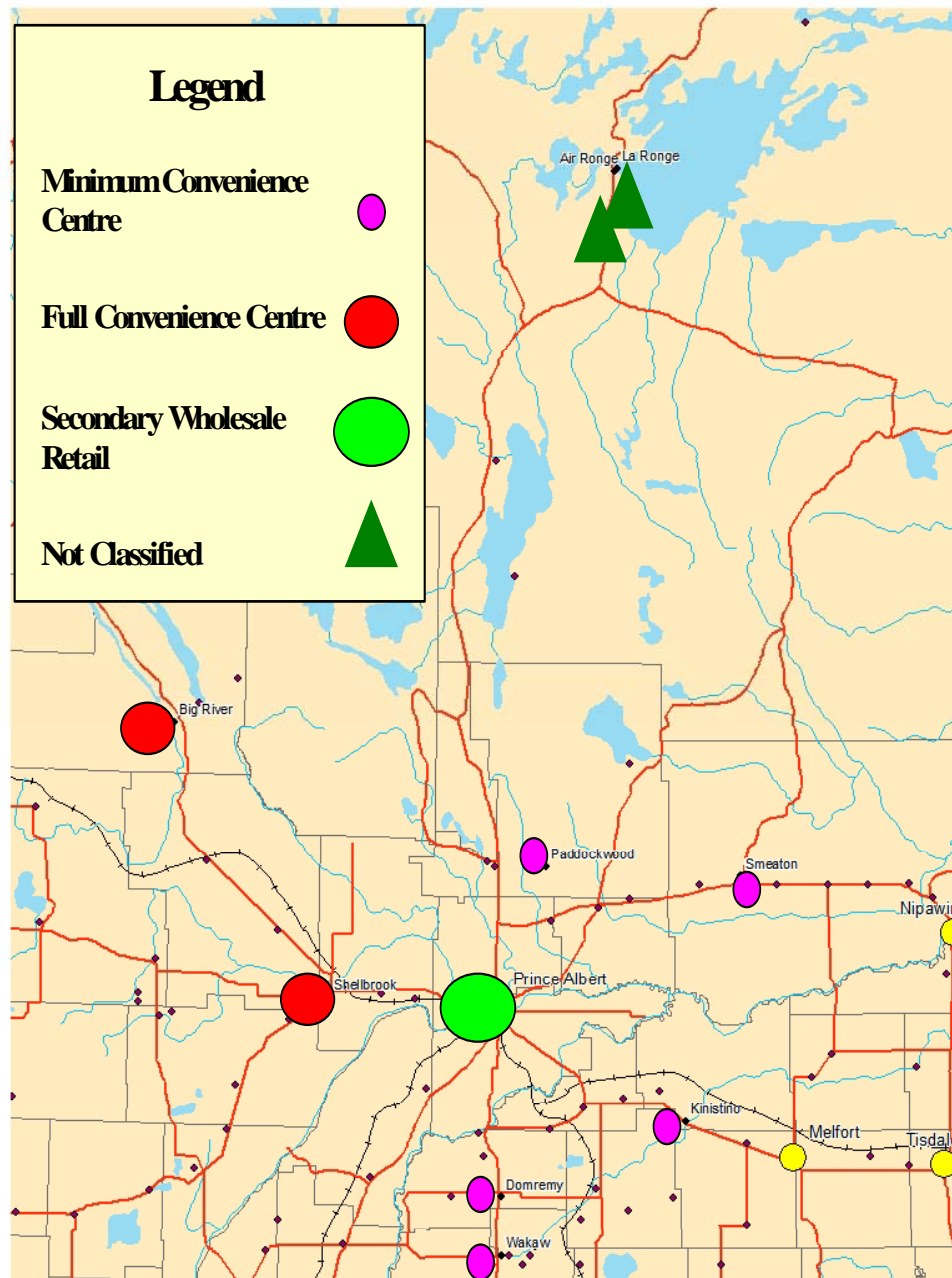 Legend
Minimum Convenience
Centre
Full Convenience Centre
Secondary Wholesale
Retail
Not Classified
Air Ronge
La Ronge
Big River
Paddockwood
Smeaton
Nipawin
Shellbrook
Prince Albert
Kinistino
Melfort
Tisdal
Domremy
Wakaw